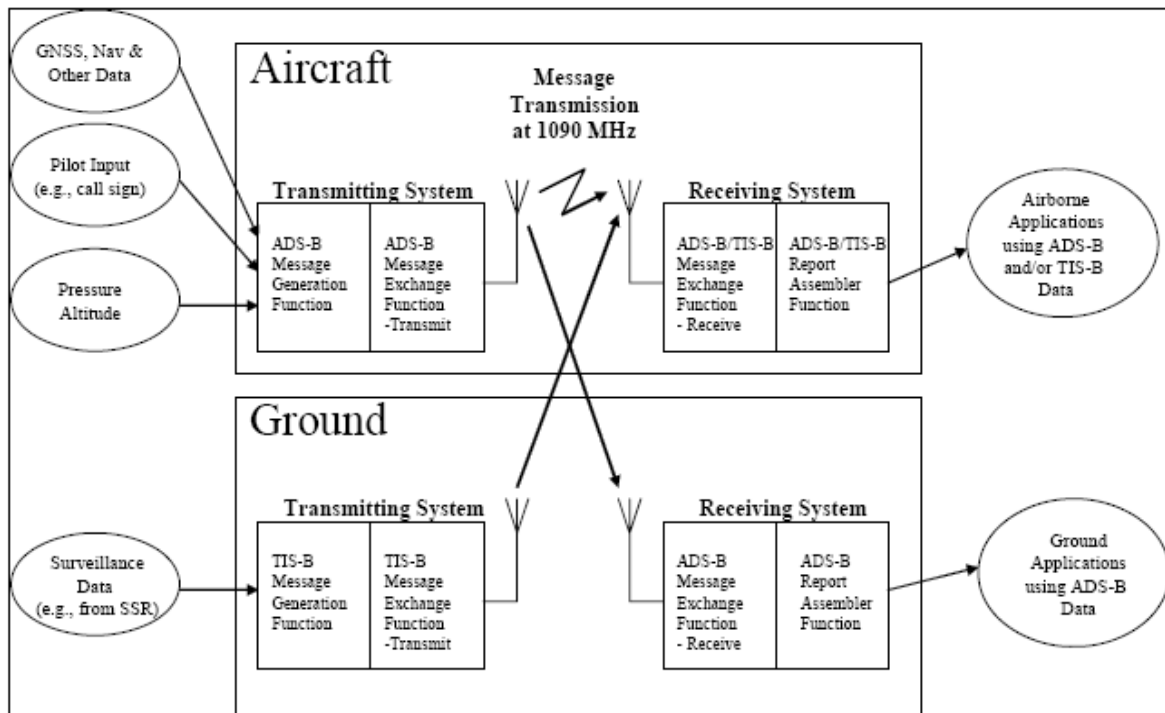 GNSS, Nav &
Other Data
Pilot Input
(e.g., call sign)
Pressure
Altitude
Aircraft
Message
Transmission
at 1090 MHz
Transmitting System
ADS-B
Message
Generation
Function
ADS-B
Message
Exchange
Function
-Transmit
Receiving System
ADS-B/TIS-B
Message
Exchange
Function
- Receive
ADS-B/TIS-B
Report
Assembler
Function
Airborne
Applications
using ADS-B
and/or TIS-B
Data
Ground
Surveillance
Data
(e.g., from SSR)
Transmitting System
TIS-B
Message
Generation
Function
TIS-B
Message
Exchange
Function
-Transmit
Receiving System
ADS-B
Message
Exchange
Function
- Receive
ADS-B
Report
Assembler
Function
Ground
Applications
using ADS-B
Data